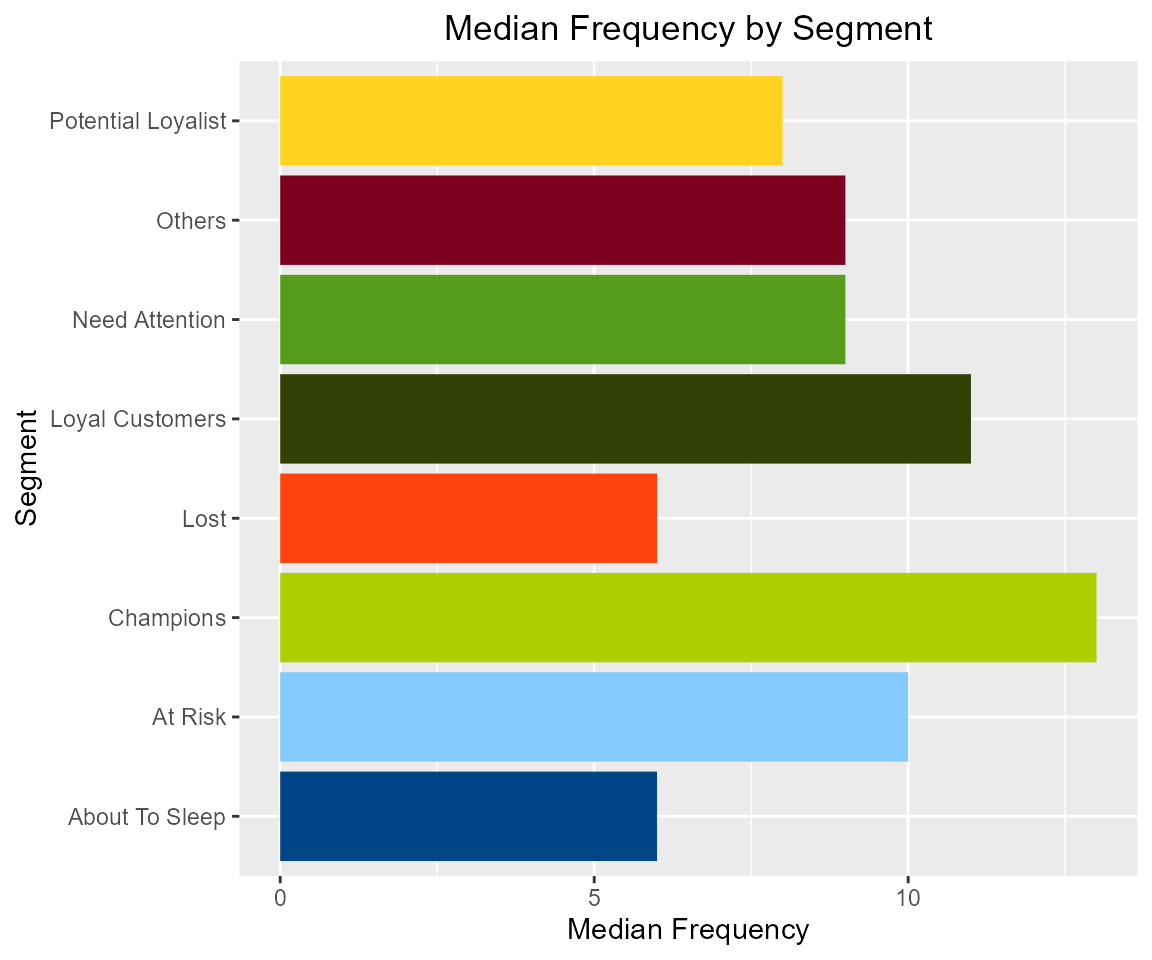 Median Frequency by Segment
Potential Loyalist
Others
Need Attention
Loyal Customers
Lost
Champions
At Risk
About To Sleep
Segment
0 5 10
Median Frequency